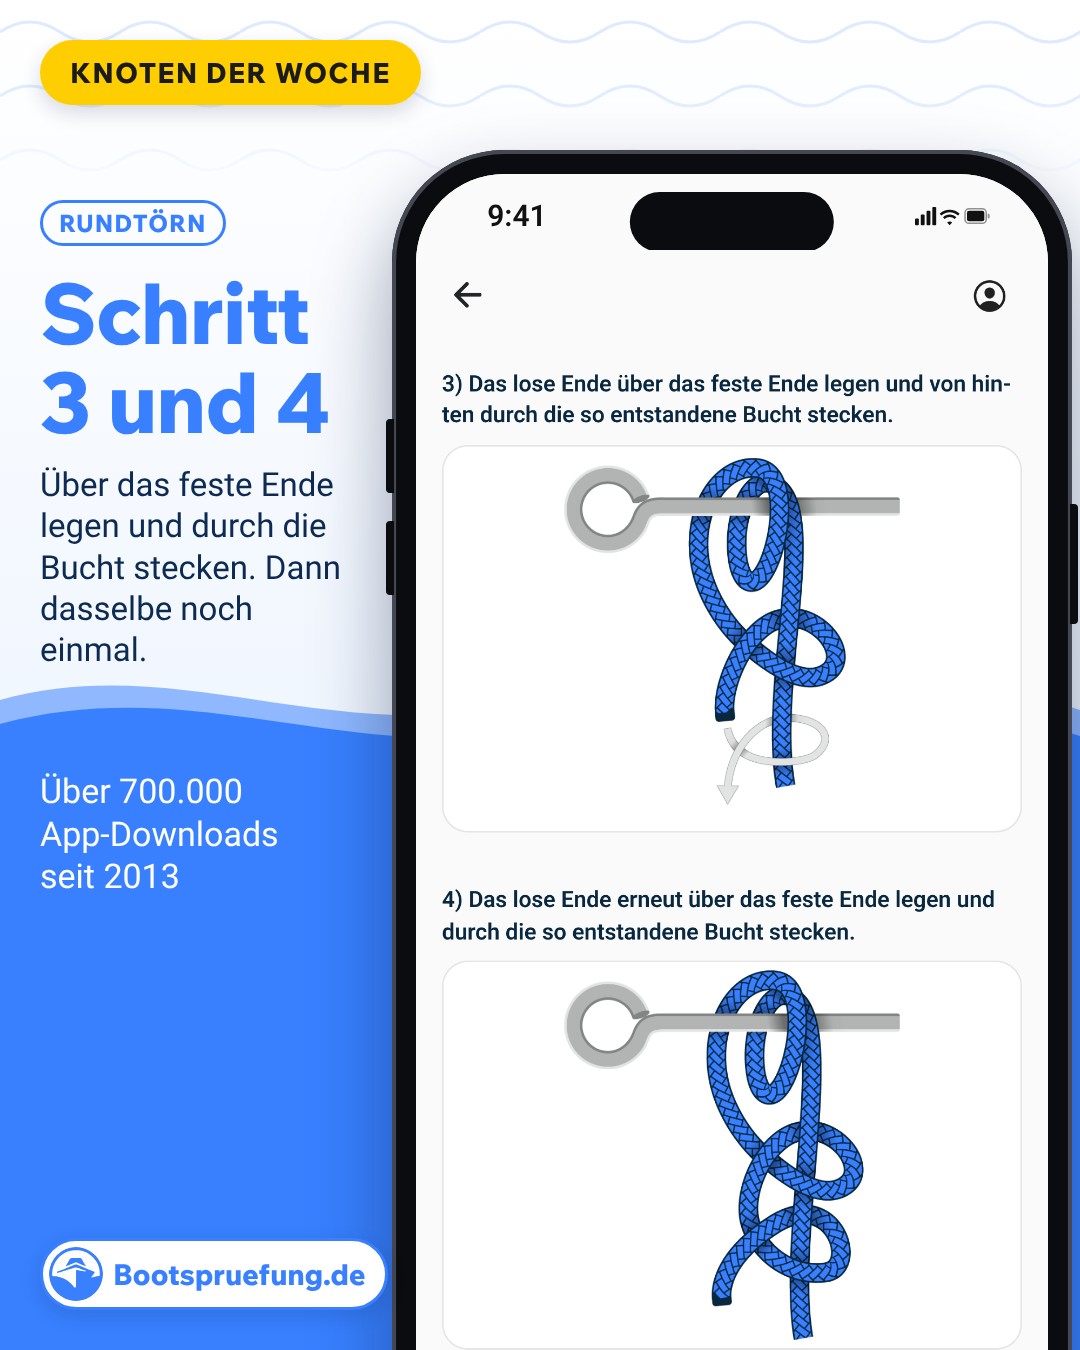 KNOTEN DER WOCHE
RUNDTÖRN
Schritt
3 und 4
Über das feste Ende
legen und durch die
Bucht stecken. Dann
dasselbe noch
einmal.
Über 700.000
App-Downloads
seit 2013
Bootspruefung.de
9:41
3) Das lose Ende über das feste Ende legen und von hin-
ten durch die so entstandene Bucht stecken.
4) Das lose Ende erneut über das feste Ende legen und
durch die so entstandene Bucht stecken.